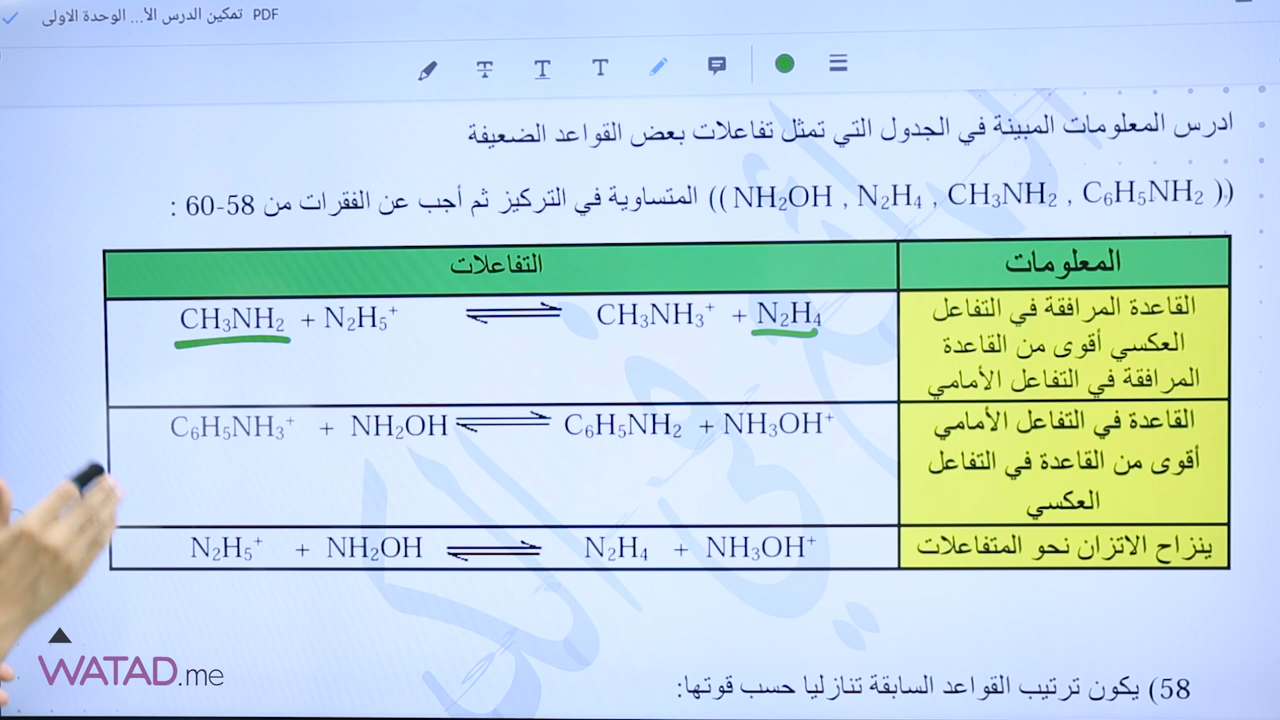 تمكين الدرس الأ... الوحدة الاولى PDF
ادرس المعلومات المبينة في الجدول التي تمثل تفاعلات بعض القواعد الضعيفة
(( NH₂OH , N₂H₄ , CH₃NH₂ , C₆H₅NH₂ )) المتساوية في التركيز ثم أجب عن الفقرات من 58-60 :
المعلومات
التفاعلات
القاعدة المرافقة في التفاعل
العكسي أقوى من القاعدة
المرافقة في التفاعل الأمامي
CH₃NH₂ + N₂H₅⁺ ⇌ CH₃NH₃⁺ + N₂H₄
القاعدة في التفاعل الأمامي
أقوى من القاعدة في التفاعل
العكسي
C₆H₅NH₃⁺ + NH₂OH ⇌ C₆H₅NH₂ + NH₃OH⁺
ينزاح الاتزان نحو المتفاعلات
N₂H₅⁺ + NH₂OH ⇌ N₂H₄ + NH₃OH⁺
58) يكون ترتيب القواعد السابقة تنازليا حسب قوتها:
WATAD.me